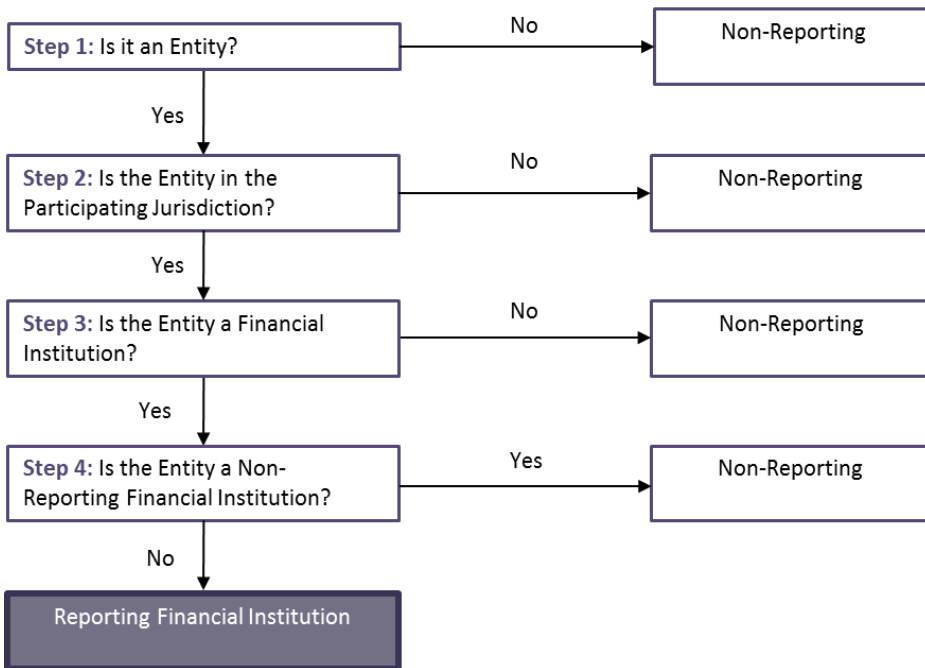 Step 1: Is it an Entity?
No
Non-Reporting
Yes
Step 2: Is the Entity in the
Participating Jurisdiction?
No
Non-Reporting
Yes
Step 3: Is the Entity a Financial
Institution?
No
Non-Reporting
Yes
Step 4: Is the Entity a Non-
Reporting Financial Institution?
Yes
Non-Reporting
No
Reporting Financial Institution